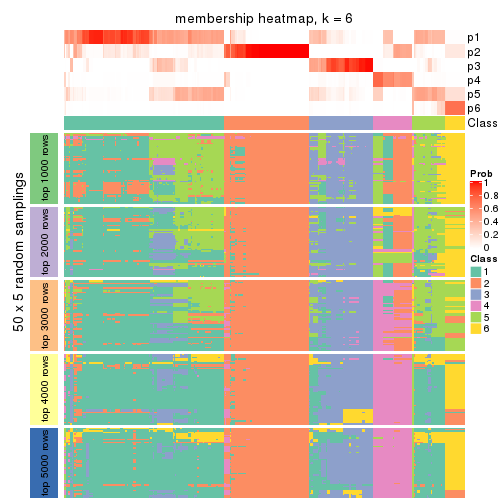 membership heatmap, k = 6
p1
p2
p3
p4
p5
p6
Class
50 x 5 random samplings
top 1000 rows
top 2000 rows
top 3000 rows
top 4000 rows
top 5000 rows
Prob
1
0.8
0.6
0.4
0.2
0
Class
1
2
3
4
5
6